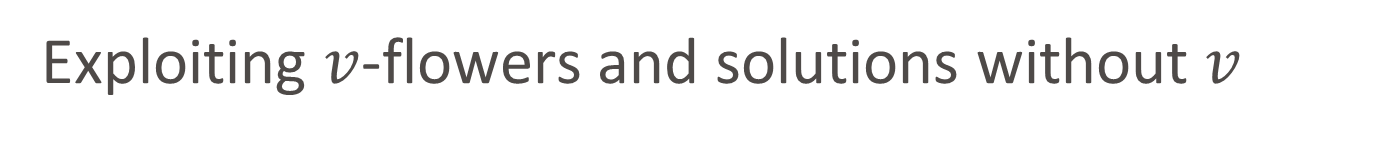 Exploiting 𝑣-flowers and solutions without 𝑣